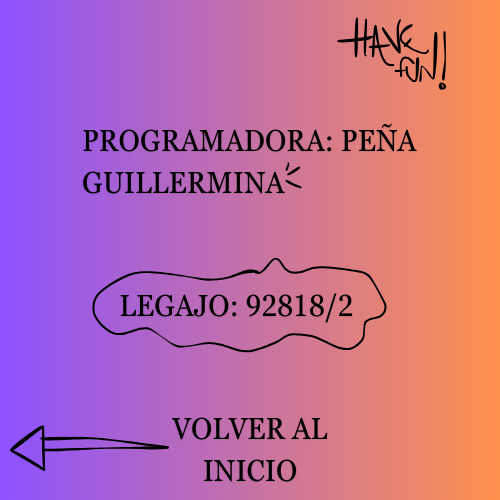 HAVE
FUN!!
PROGRAMADORA: PEÑA
GUILLERMINA
LEGAJO: 92818/2
VOLVER AL
INICIO